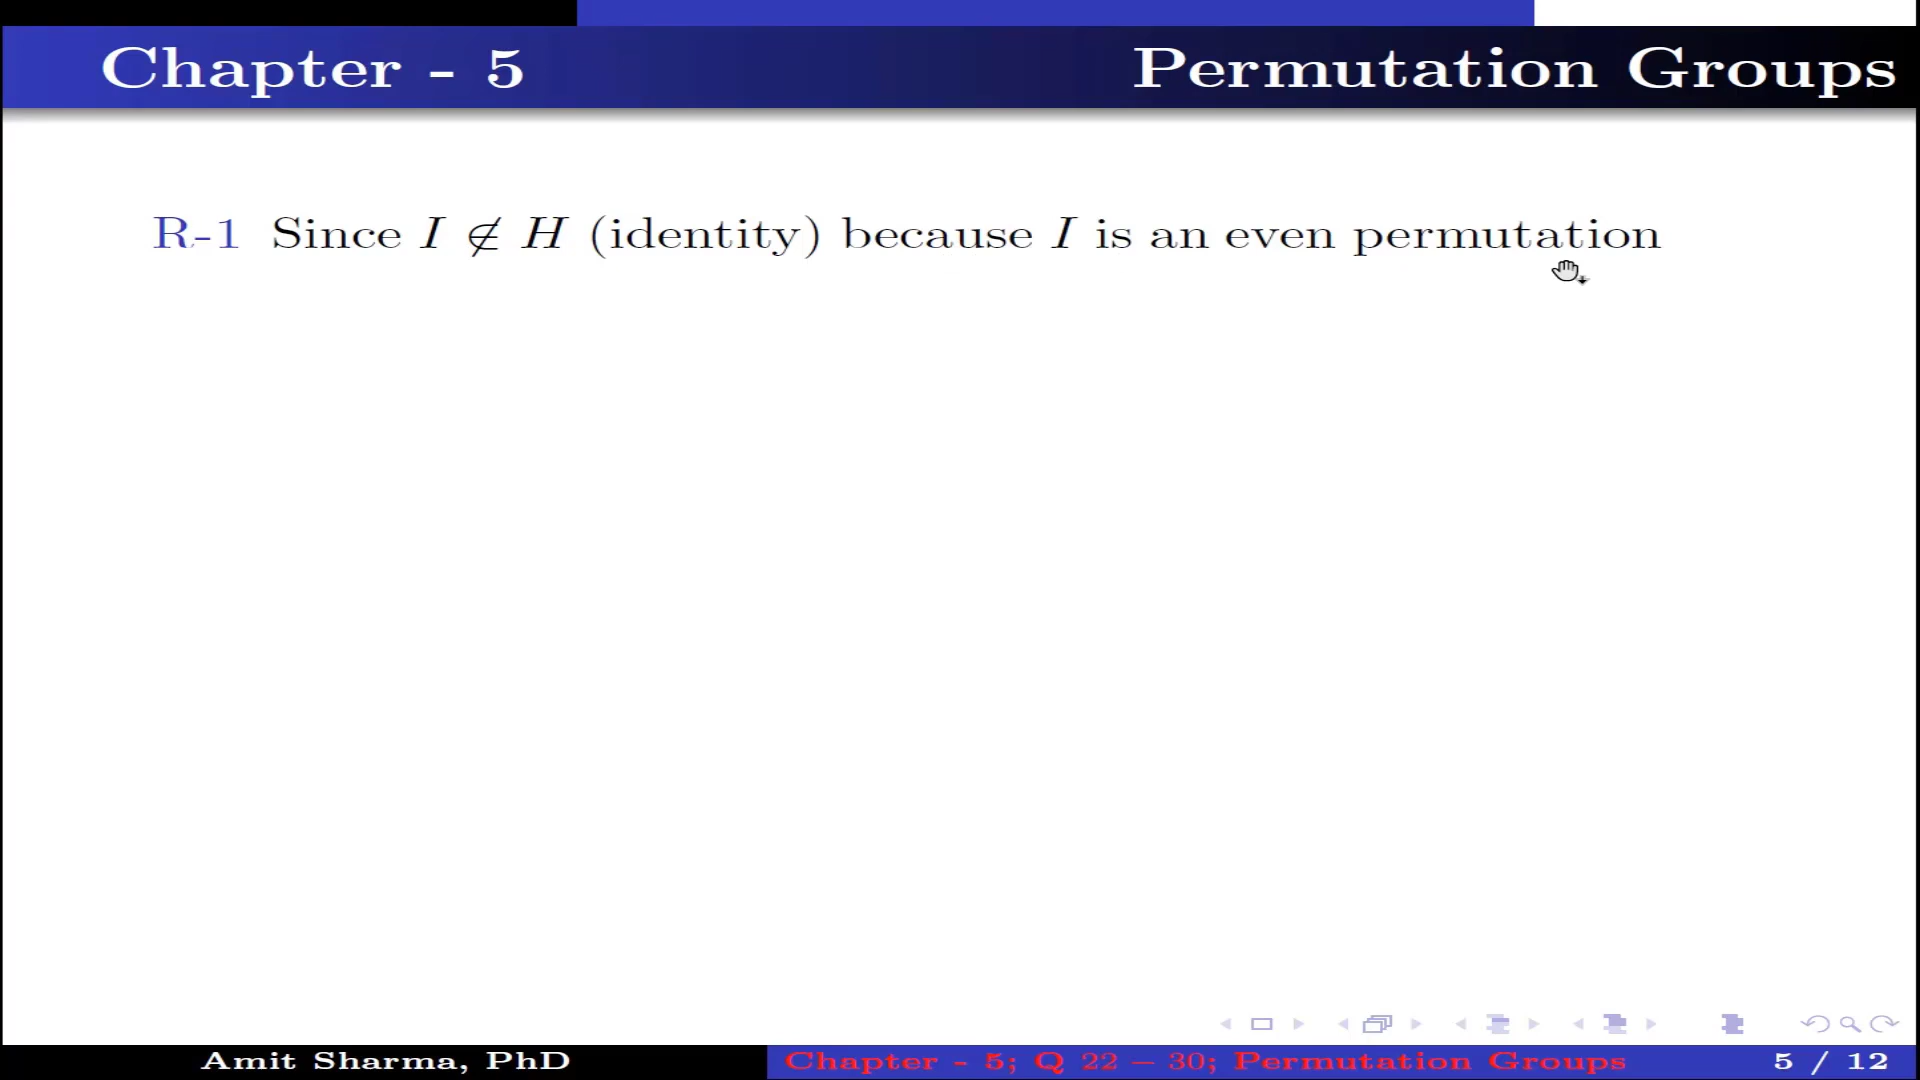 Chapter - 5 Permutation Groups
R-1 Since I ∉ H (identity) because I is an even permutation
Amit Sharma, PhD Chapter - 5; Q 22 – 30; Permutation Groups 5 / 12